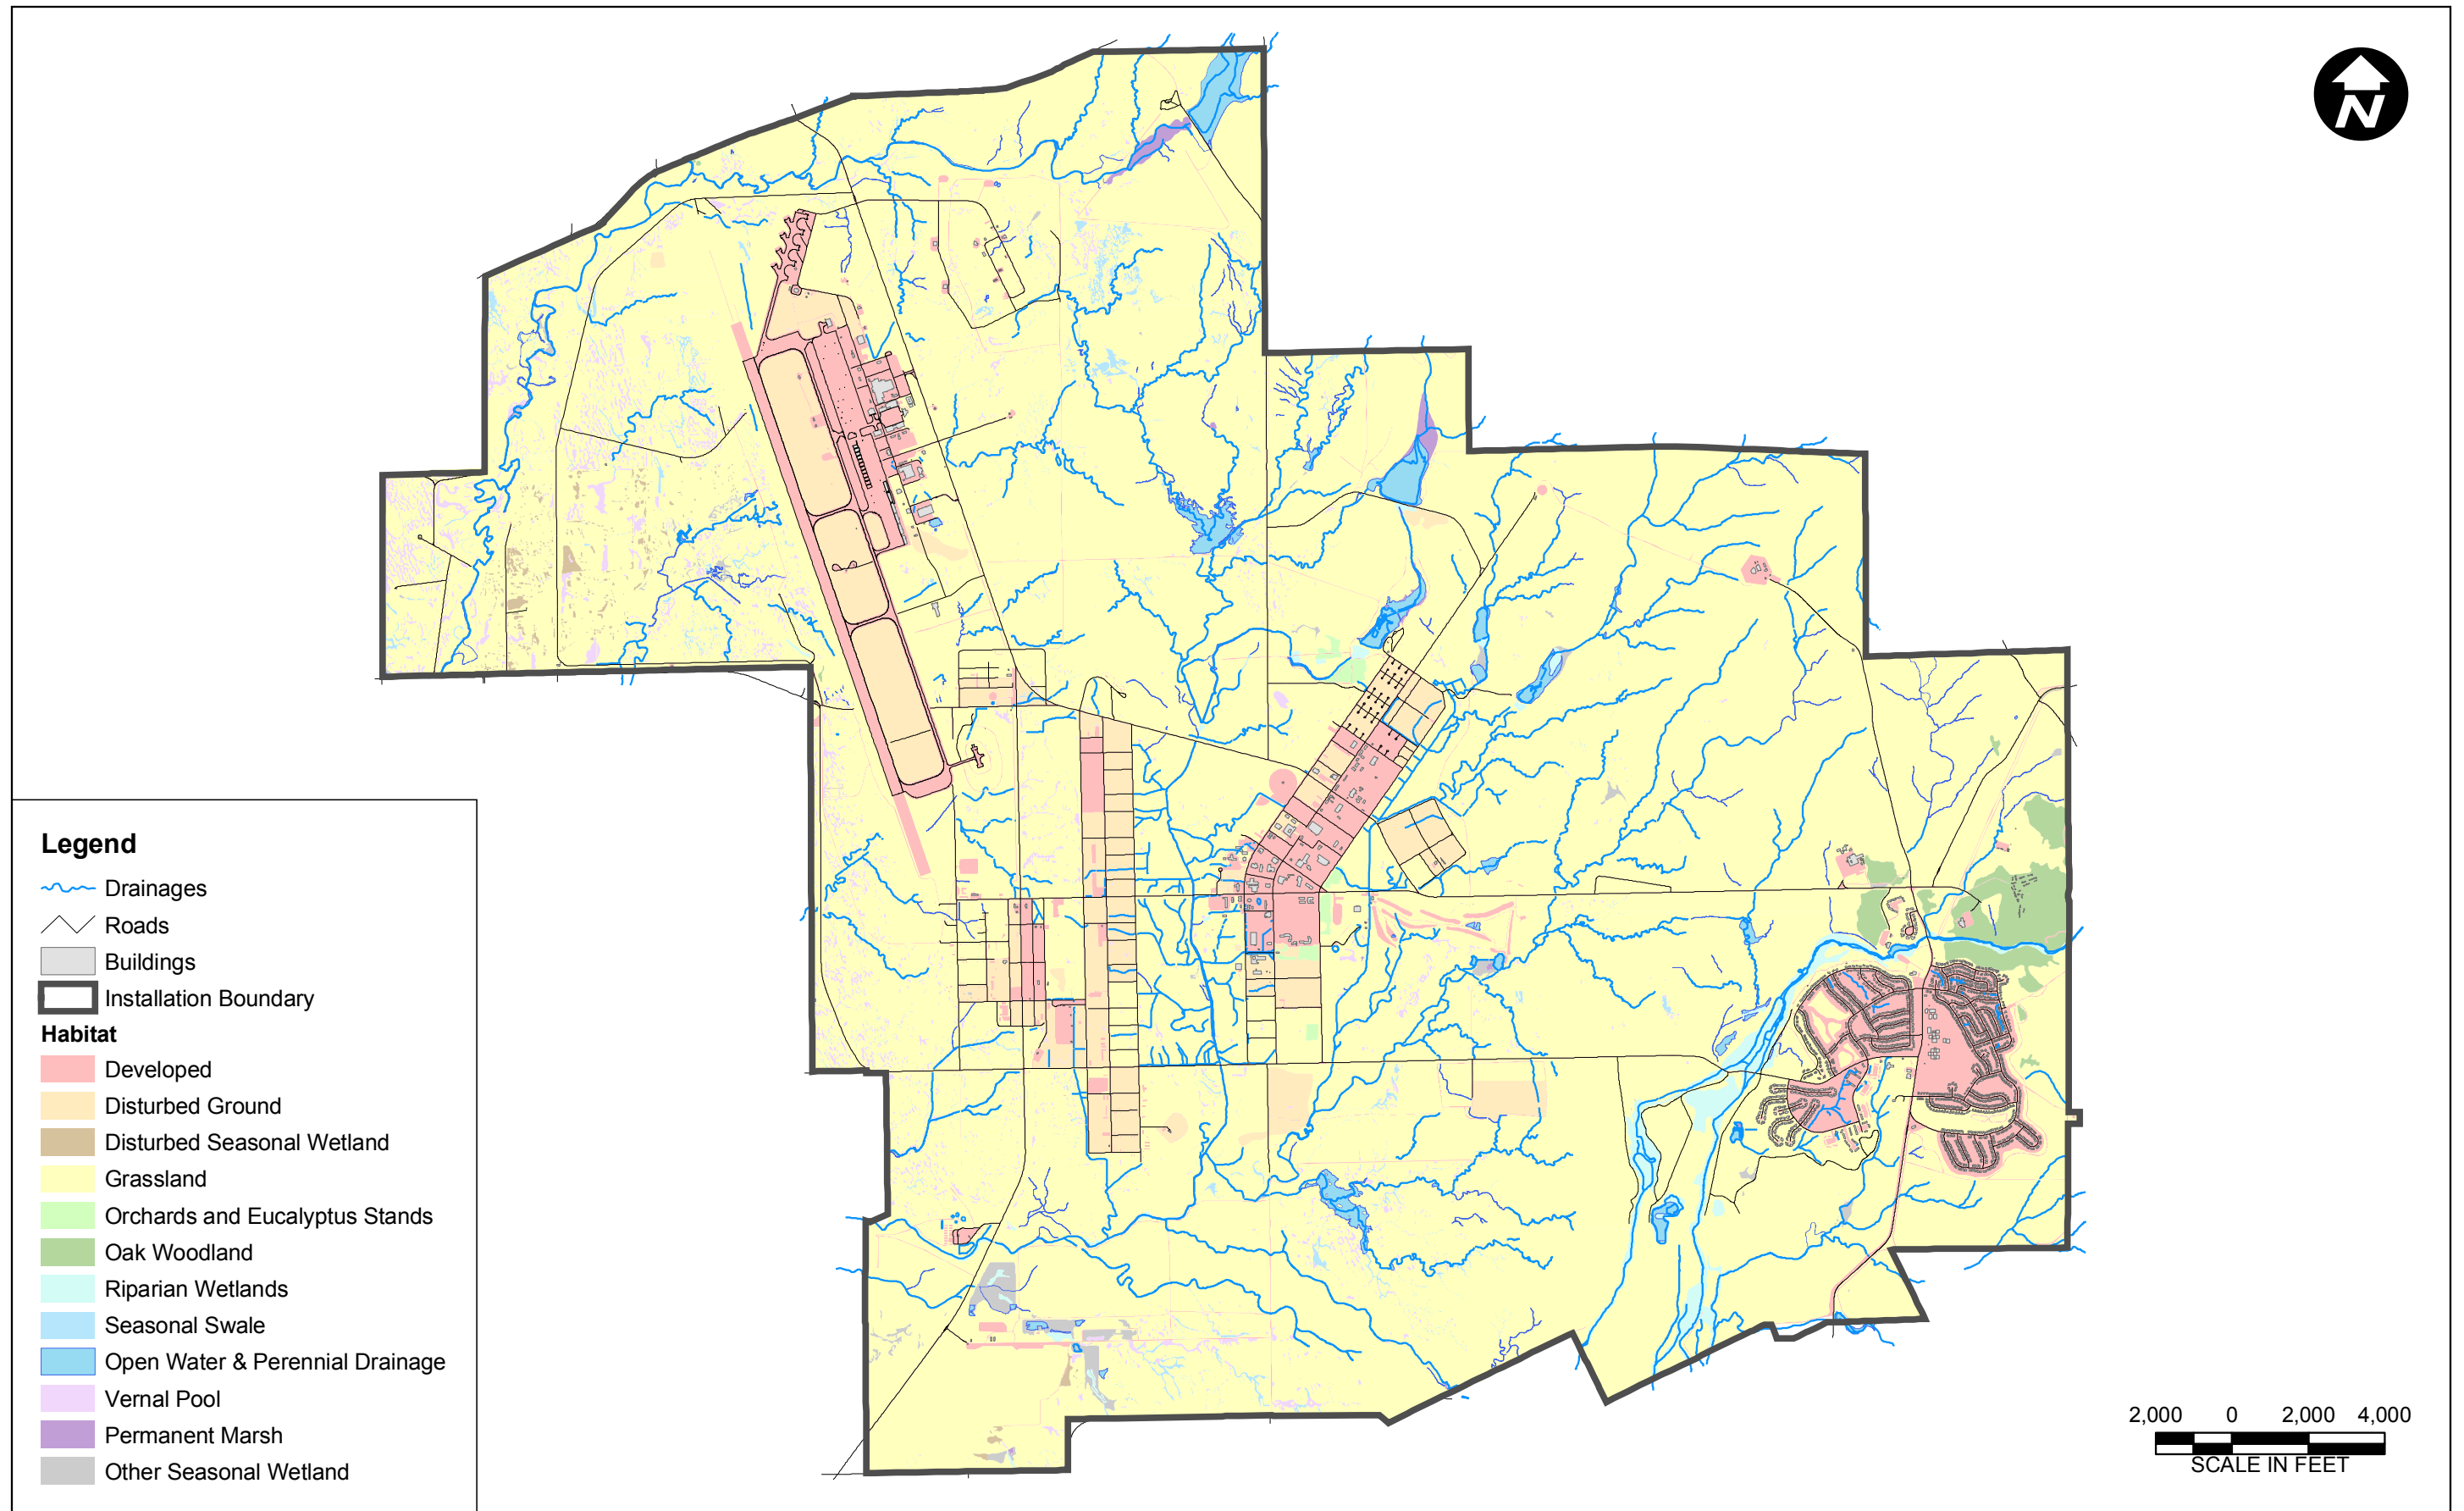 N
Legend
Drainages
Roads
Buildings
Installation Boundary
Habitat
Developed
Disturbed Ground
Disturbed Seasonal Wetland
Grassland
Orchards and Eucalyptus Stands
Oak Woodland
Riparian Wetlands
Seasonal Swale
Open Water & Perennial Drainage
Vernal Pool
Permanent Marsh
Other Seasonal Wetland
2,000 0 2,000 4,000
SCALE IN FEET